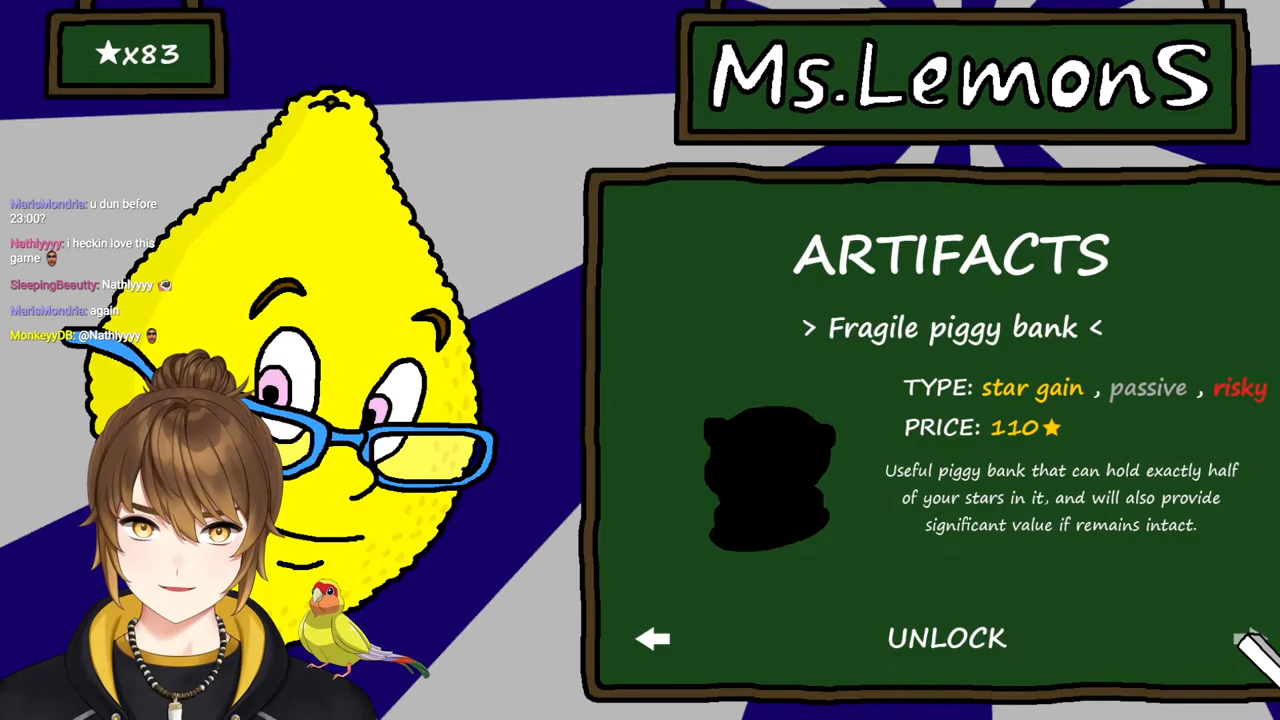 ★x83
Ms.LemonS
MarisMondria: u dun before
23:00?
Nathlyyyy: i heckin love this
game
SleepingBeautty: Nathlyyyy
MarisMondria: again
MonkeyyDB: @Nathlyyyy
ARTIFACTS
> Fragile piggy bank <
TYPE: star gain , passive , risky
PRICE: 110★
Useful piggy bank that can hold exactly half
of your stars in it, and will also provide
significant value if remains intact.
UNLOCK